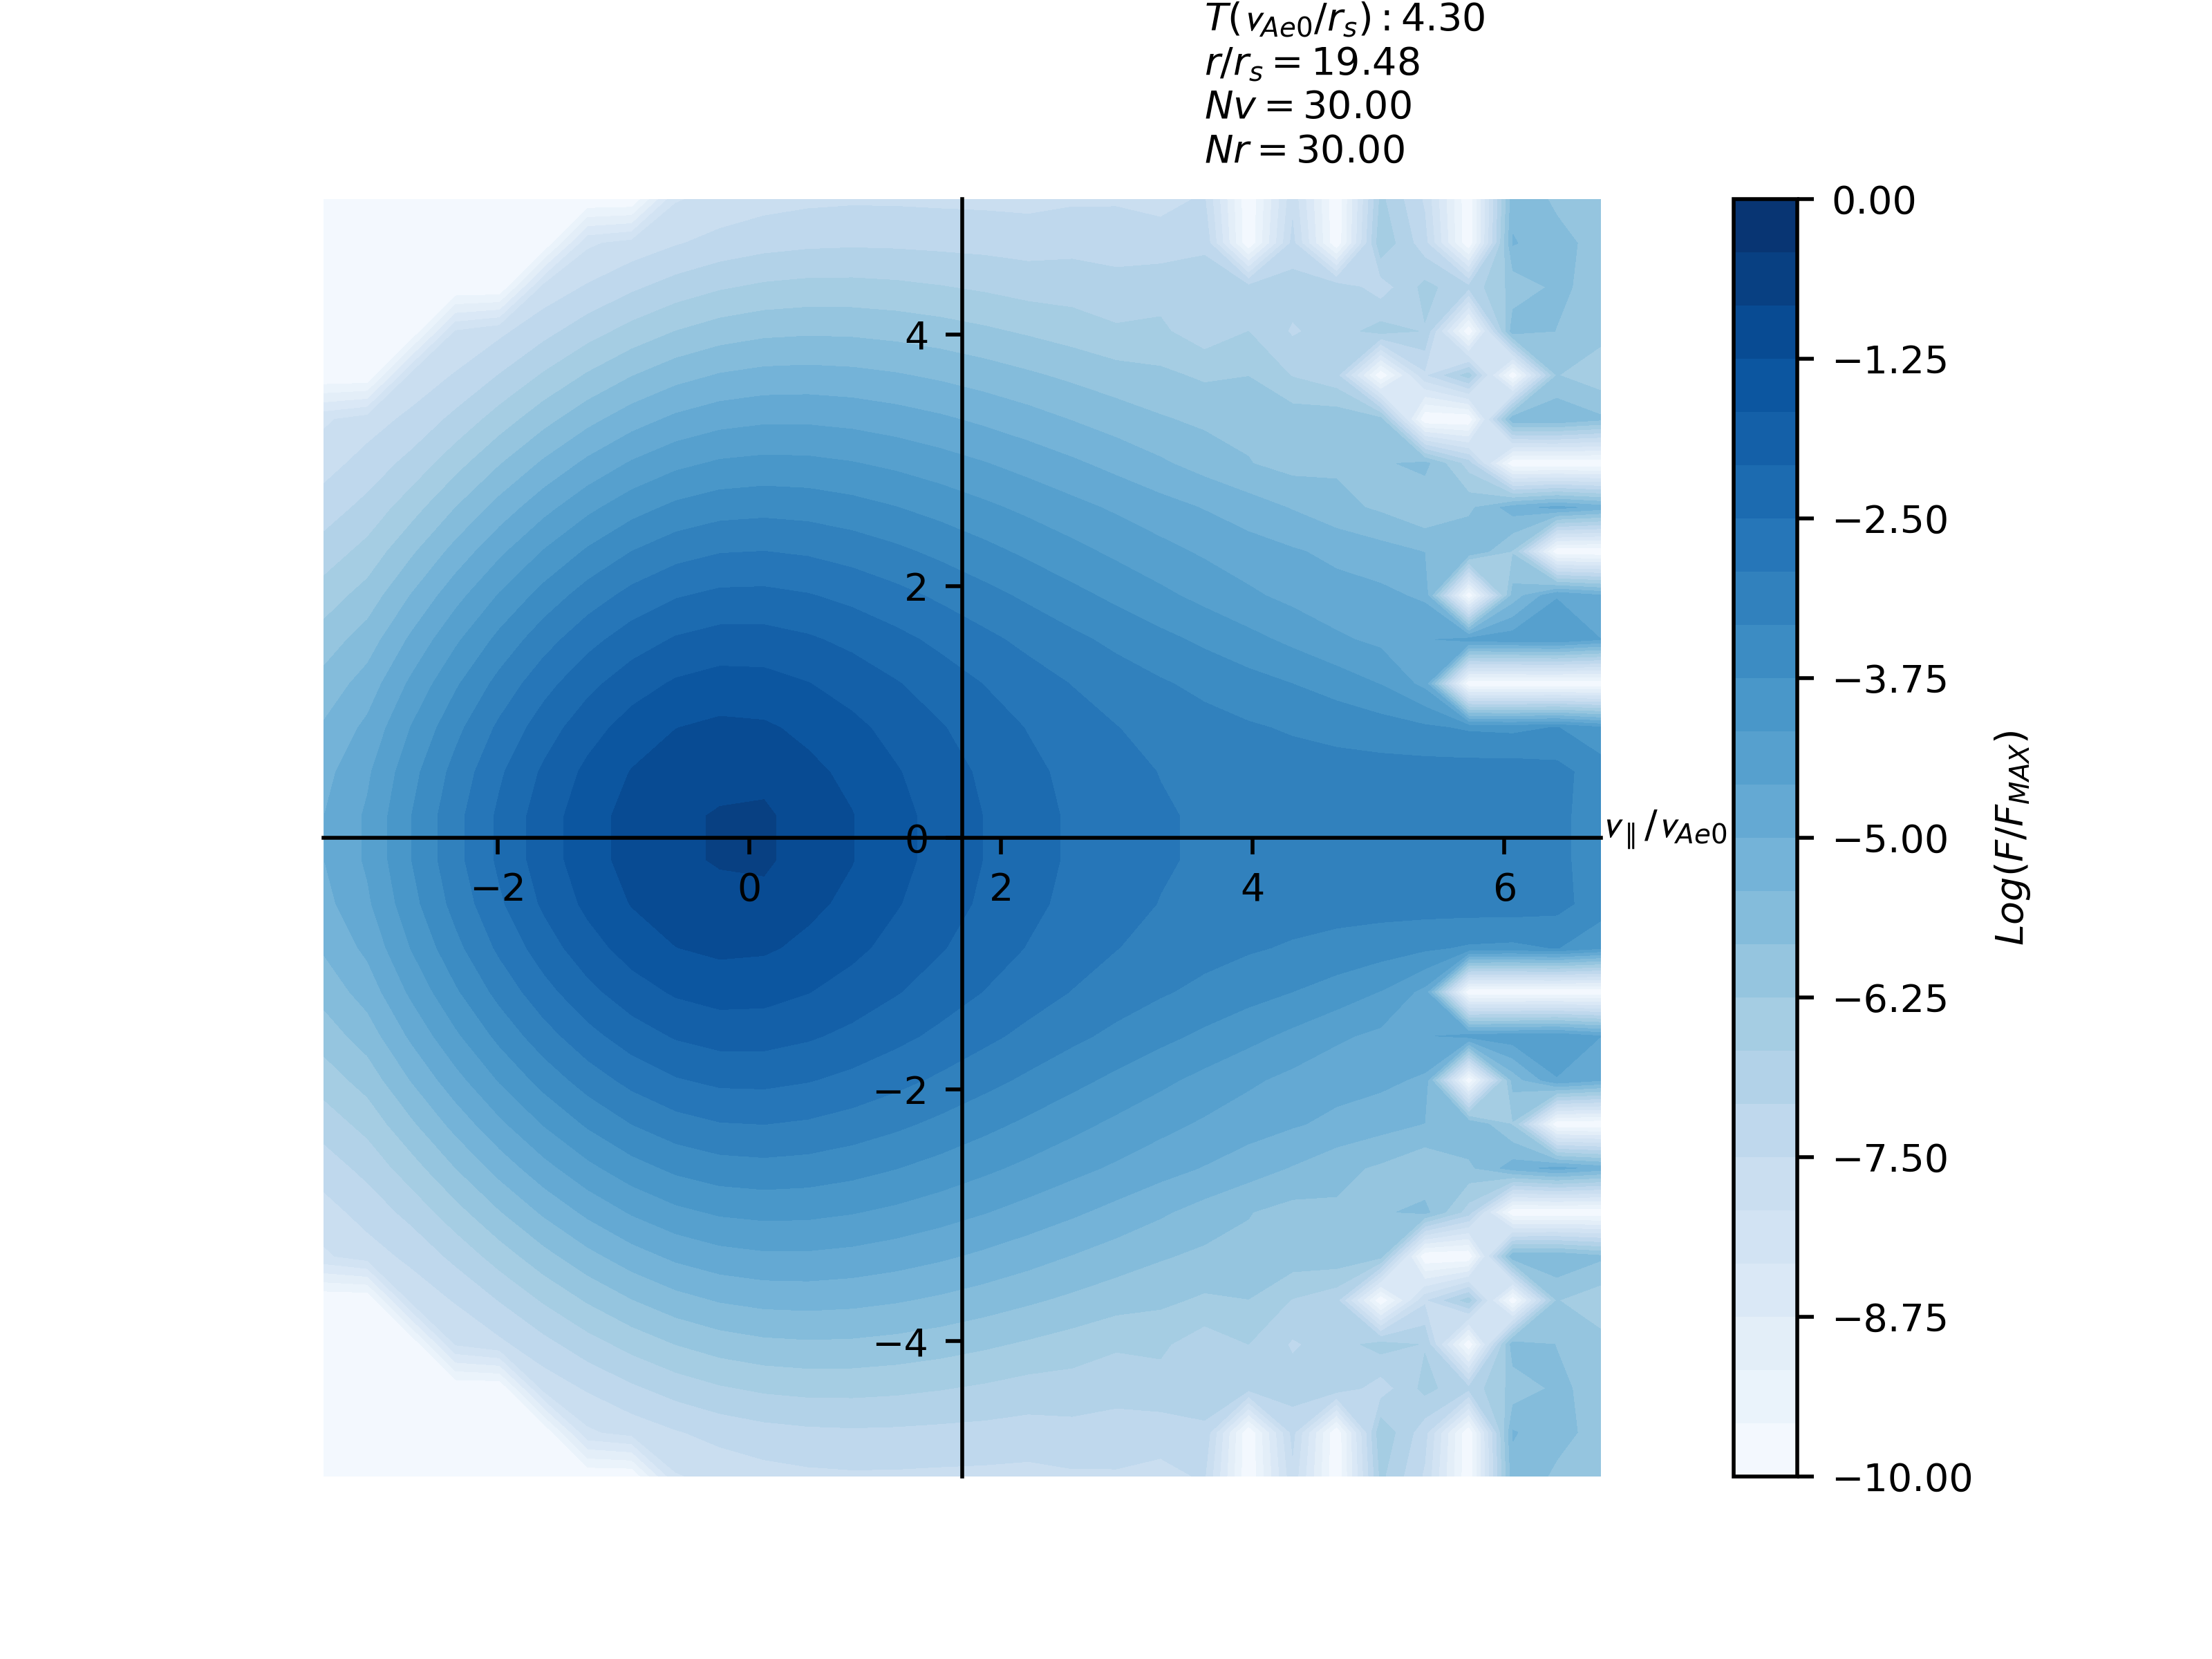 T(v_{Ae0}/r_s) : 4.30
r/r_s = 19.48
Nv = 30.00
Nr = 30.00
4
2
0
−2
−4
−2 0 2 4 6
v_∥/v_{Ae0}
0.00
−1.25
−2.50
−3.75
−5.00
−6.25
−7.50
−8.75
−10.00
Log(F/F_{MAX})